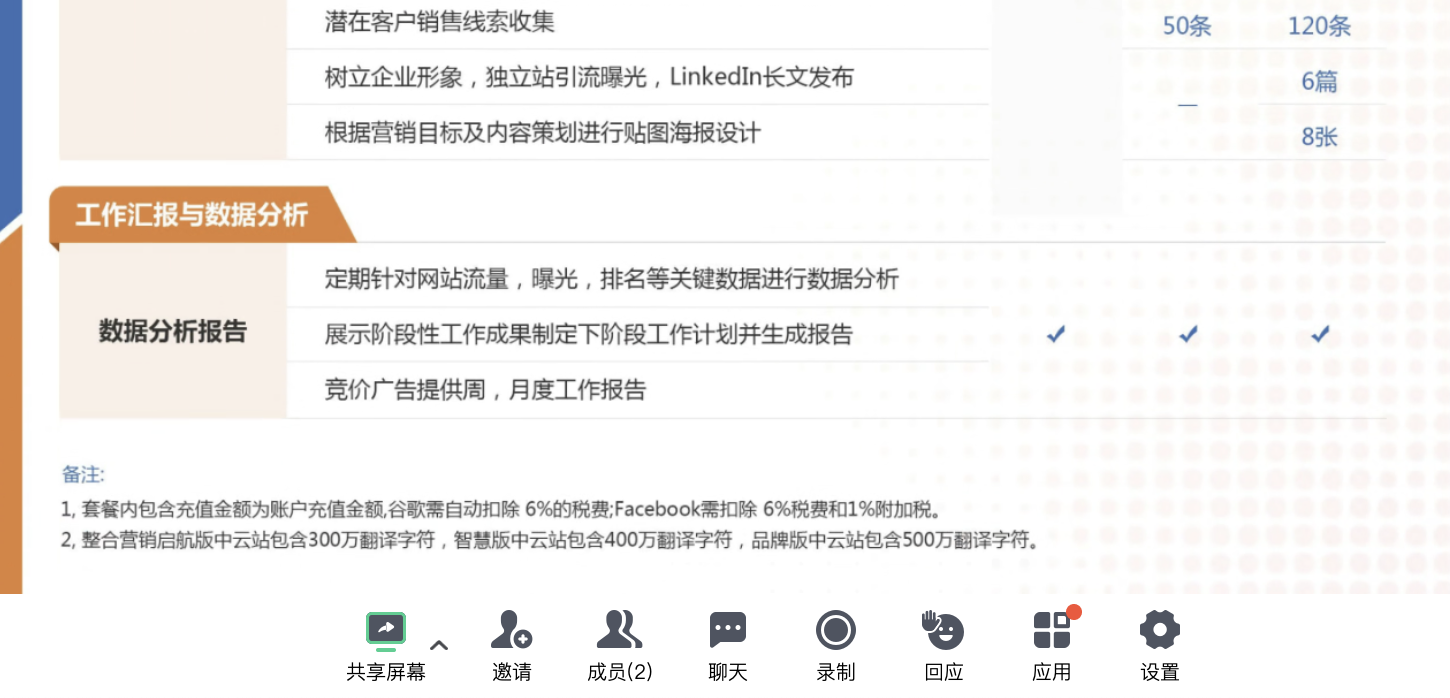 潜在客户销售线索收集 50条 120条
树立企业形象，独立站引流曝光，LinkedIn长文发布 — 6篇
根据营销目标及内容策划进行贴图海报设计 8张
工作汇报与数据分析
定期针对网站流量，曝光，排名等关键数据进行数据分析
数据分析报告 展示阶段性工作成果制定下阶段工作计划并生成报告 ✓ ✓ ✓
竞价广告提供周，月度工作报告
备注:
1, 套餐内包含充值金额为账户充值金额,谷歌需自动扣除 6%的税费;Facebook需扣除 6%税费和1%附加税。
2, 整合营销启航版中云站包含300万翻译字符，智慧版中云站包含400万翻译字符，品牌版中云站包含500万翻译字符。
共享屏幕 邀请 成员(2) 聊天 录制 回应 应用 设置